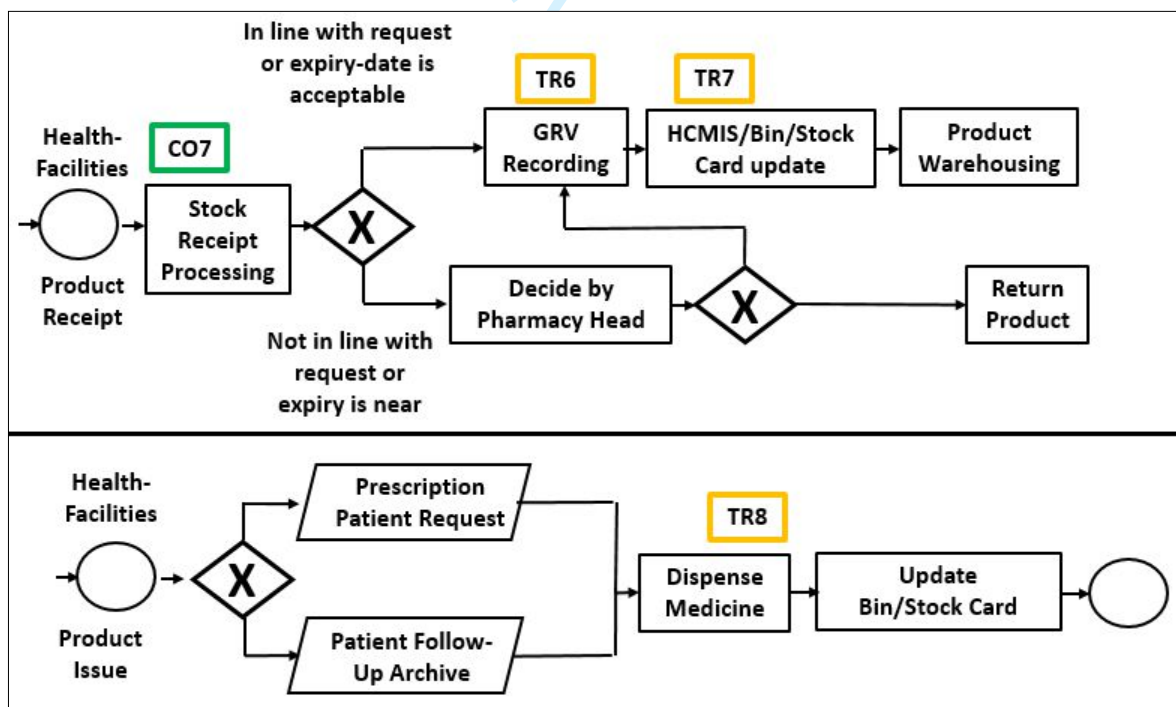 In line with request
or expiry-date is
acceptable
TR6
TR7
Health-
Facilities
CO7
GRV
Recording
HCMIS/Bin/Stock
Card update
Product
Warehousing
Stock
Receipt
Processing
X
Product
Receipt
Decide by
Pharmacy Head
X
Return
Product
Not in line with
request or
expiry is near
Health-
Facilities
Prescription
Patient Request
TR8
X
Dispense
Medicine
Update
Bin/Stock Card
Product
Issue
Patient Follow-
Up Archive